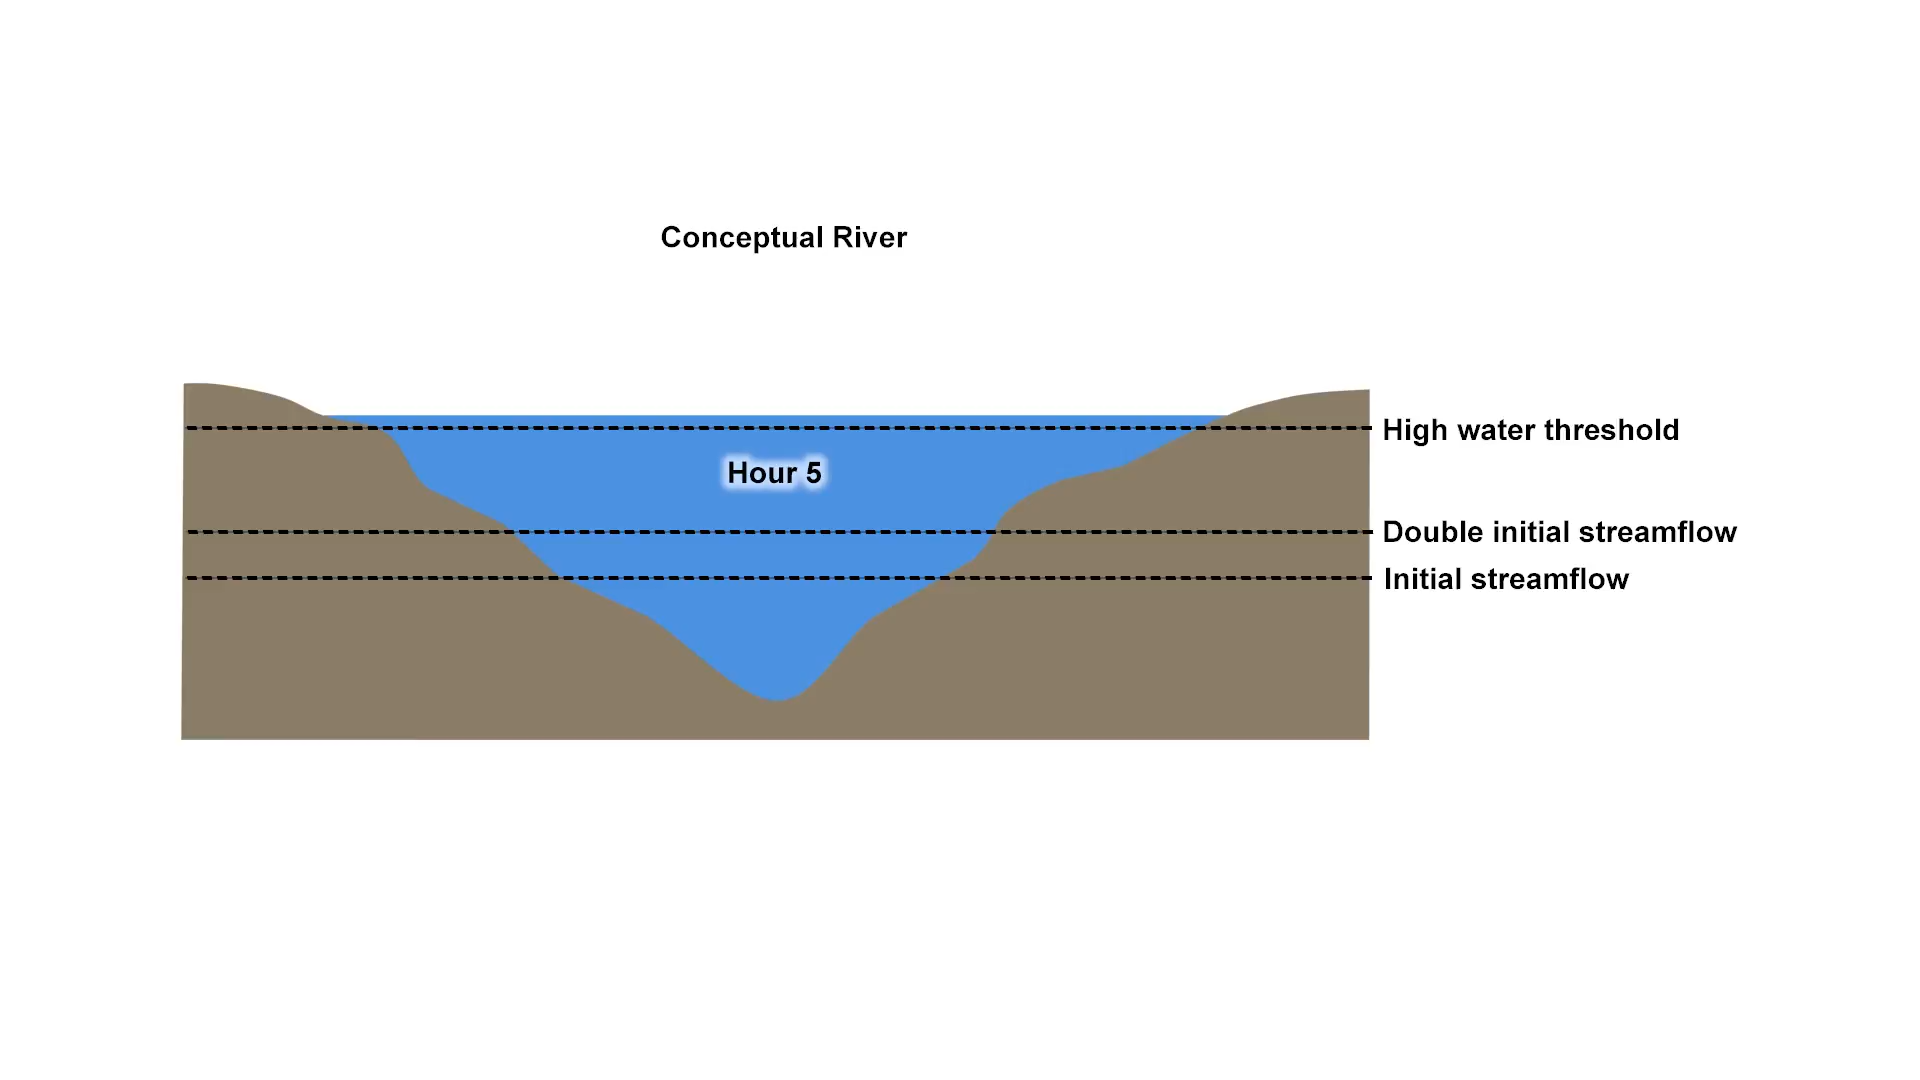 Conceptual River
High water threshold
Hour 5
Double initial streamflow
Initial streamflow